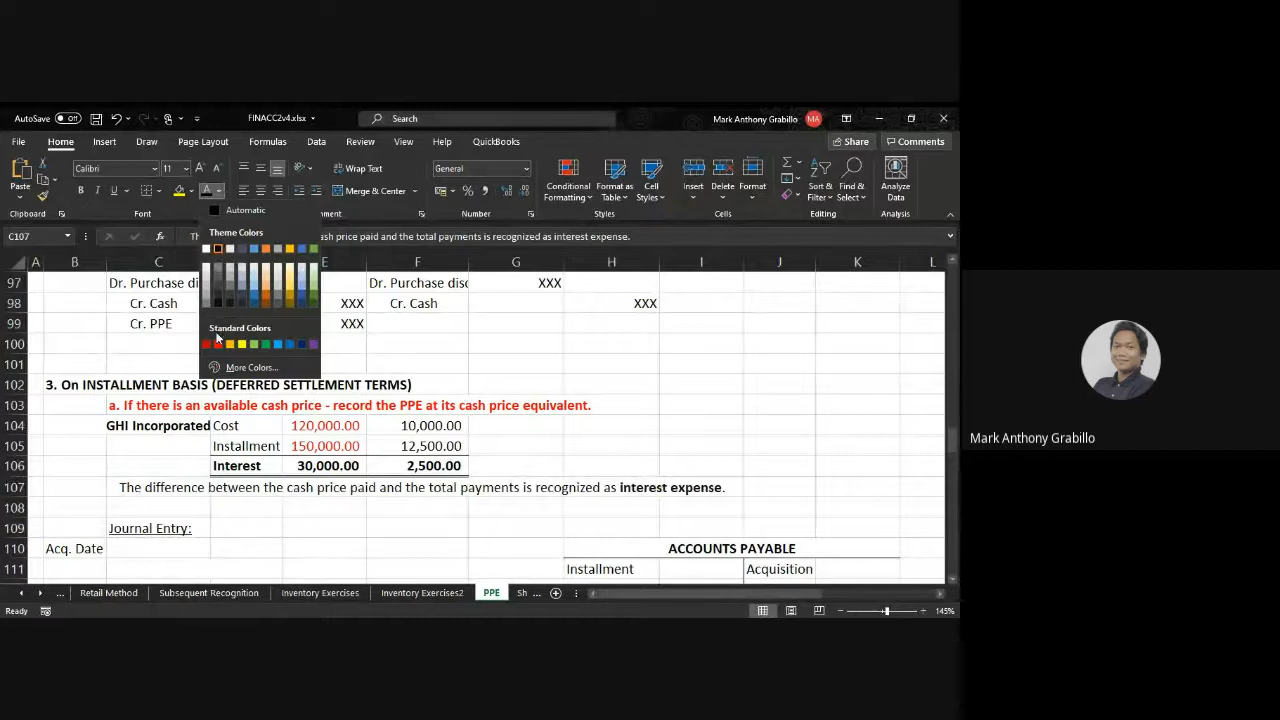 AutoSave Off FINACC2v4.xlsx Search Mark Anthony Grabillo MA
File Home Insert Draw Page Layout Formulas Data Review View Help QuickBooks Share Comments
Calibri 11 A A Wrap Text General
Paste B I U A Merge & Center % Conditional Formatting Format as Table Cell Styles Insert Delete Format Sort & Filter Find & Select Analyze Data
Clipboard Font Number Styles Cells Editing Analysis
Automatic
Theme Colors
Standard Colors
More Colors...
C107 fx cash price paid and the total payments is recognized as interest expense.
A B C E F G H I J K L
97 Dr. Purchase dis Dr. Purchase disc XXX
98 Cr. Cash XXX Cr. Cash XXX
99 Cr. PPE XXX
100
101
102 3. On INSTALLMENT BASIS (DEFERRED SETTLEMENT TERMS)
103 a. If there is an available cash price - record the PPE at its cash price equivalent.
104 GHI Incorporated Cost 120,000.00 10,000.00
105 Installment 150,000.00 12,500.00
106 Interest 30,000.00 2,500.00
107 The difference between the cash price paid and the total payments is recognized as interest expense.
108
109 Journal Entry:
110 Acq. Date ACCOUNTS PAYABLE
111 Installment Acquisition
... Retail Method Subsequent Recognition Inventory Exercises Inventory Exercises2 PPE Sh ...
Ready 145%
Mark Anthony Grabillo